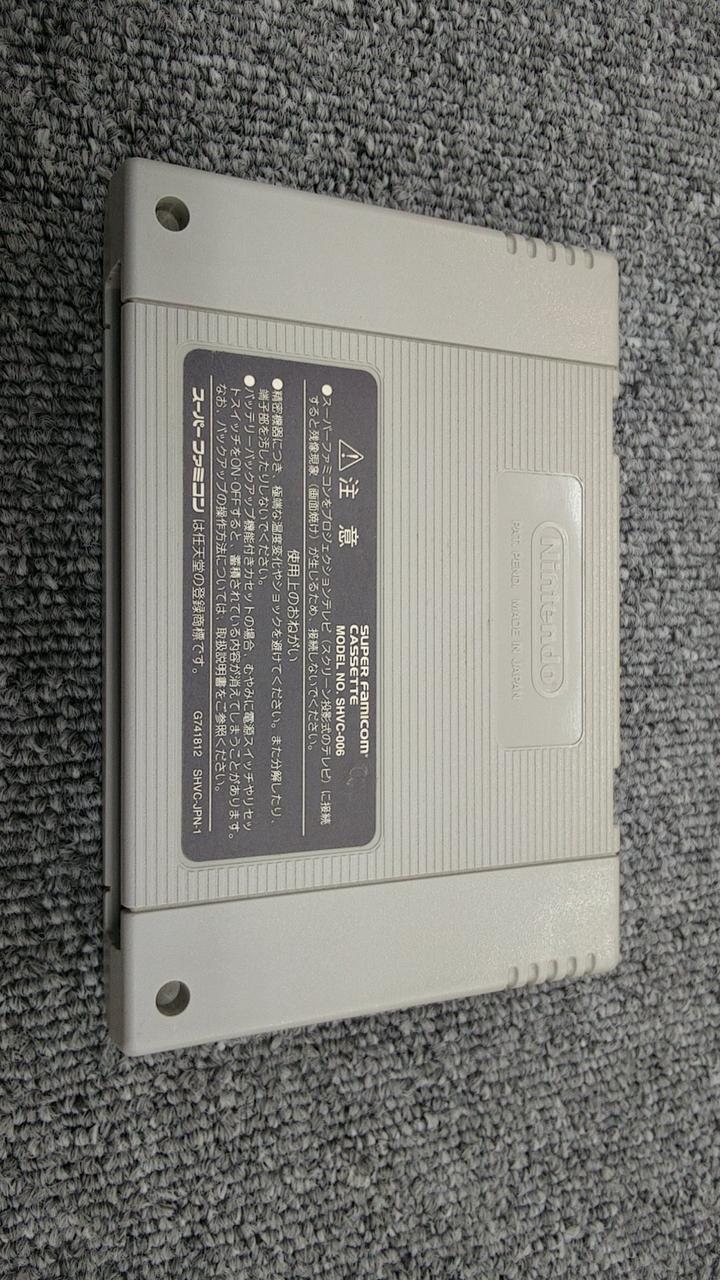 Nintendo
PAT. PEND. MADE IN JAPAN
SUPER FAMICOM
CASSETTE
MODEL NO. SHVC-006
⚠注 意
●スーパーファミコンをプロジェクションテレビ（スクリーン投影式のテレビ）に接続
すると残像現象（画面焼け）が生じるため、接続しないでください。
使用上のおねがい
●精密機器につき、極端な温度変化やショックを避けてください。また分解したり、
端子部を汚したりしないでください。
●バッテリーバックアップ機能付きカセットの場合、むやみに電源スイッチやリセッ
トスイッチをON・OFFすると、蓄積されている内容が消えてしまうことがあります。
なお、バックアップの操作方法については、取扱説明書をご参照ください。
スーパーファミコン は任天堂の登録商標です。 G741812 SHVC-JPN-1